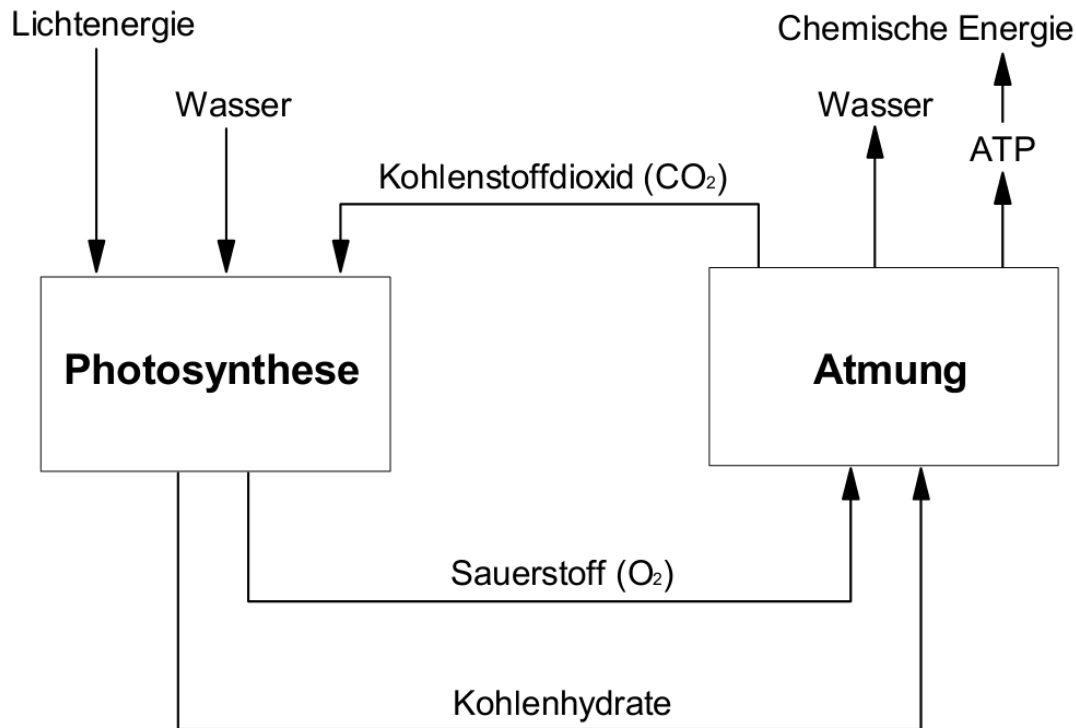 Lichtenergie
Chemische Energie
Wasser
Wasser
ATP
Kohlenstoffdioxid (CO₂)
Photosynthese
Atmung
Sauerstoff (O₂)
Kohlenhydrate